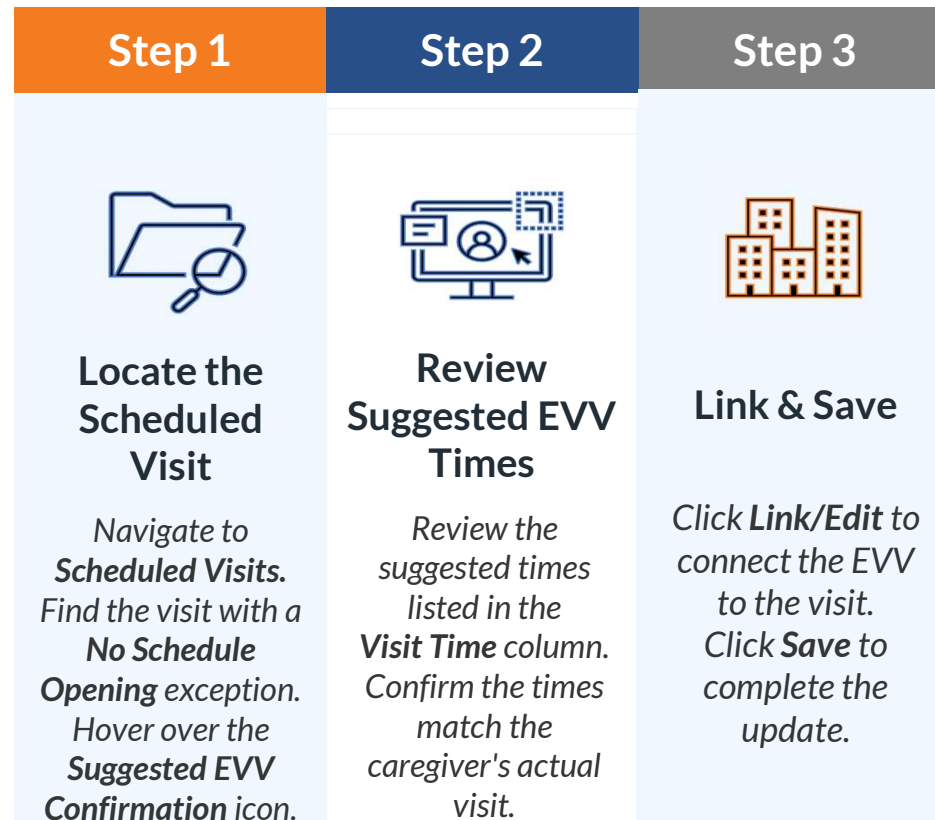 Step 1
Step 2
Step 3
Locate the
Scheduled
Visit
Navigate to
Scheduled Visits.
Find the visit with a
No Schedule
Opening exception.
Hover over the
Suggested EVV
Confirmation icon.
Review
Suggested EVV
Times
Review the
suggested times
listed in the
Visit Time column.
Confirm the times
match the
caregiver's actual
visit.
Link & Save
Click Link/Edit to
connect the EVV
to the visit.
Click Save to
complete the
update.